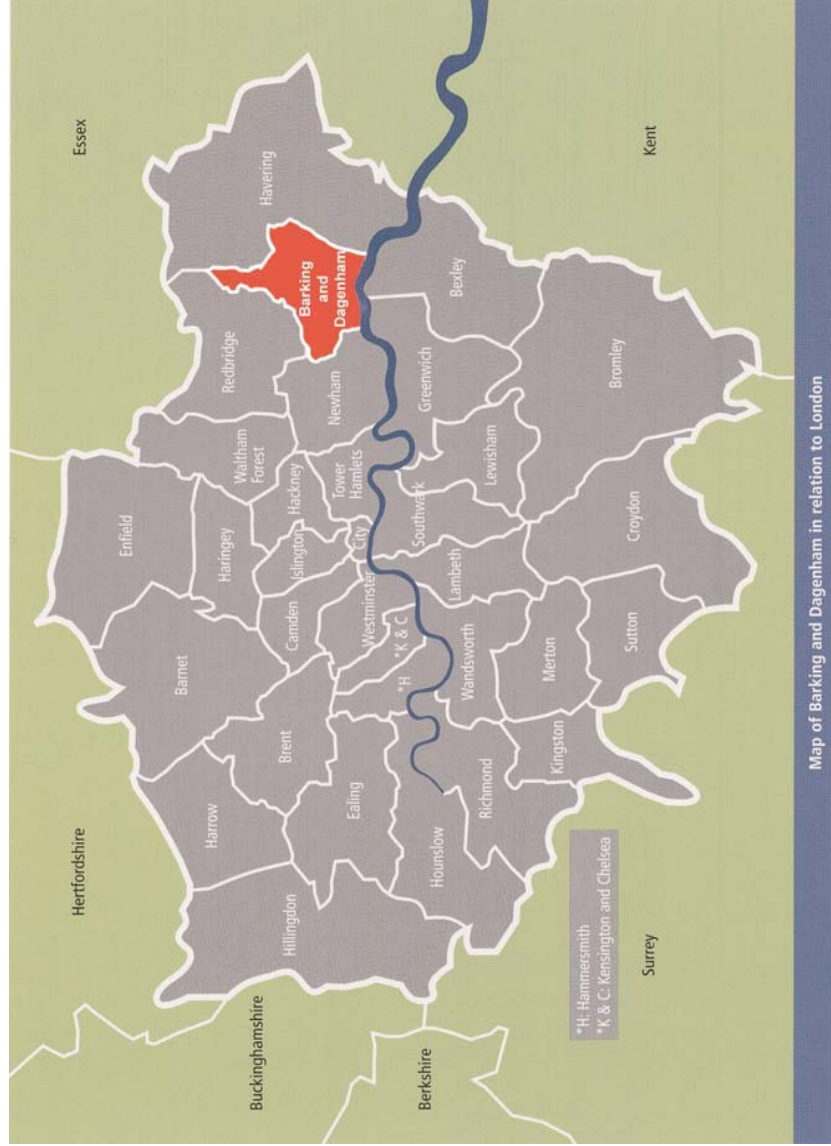 Hertfordshire
Essex
Buckinghamshire
Berkshire
Surrey
Kent
Enfield
Barnet
Harrow
Hillingdon
Haringey
Waltham
Forest
Redbridge
Havering
Barking
and
Dagenham
Brent
Camden
Islington
Hackney
Ealing
Westminster
City
Tower
Hamlets
Newham
*H
*K & C
Hounslow
Richmond
Wandsworth
Lambeth
Southwark
Lewisham
Greenwich
Bexley
Kingston
Merton
Sutton
Croydon
Bromley
*H: Hammersmith
*K & C: Kensington and Chelsea
Map of Barking and Dagenham in relation to London